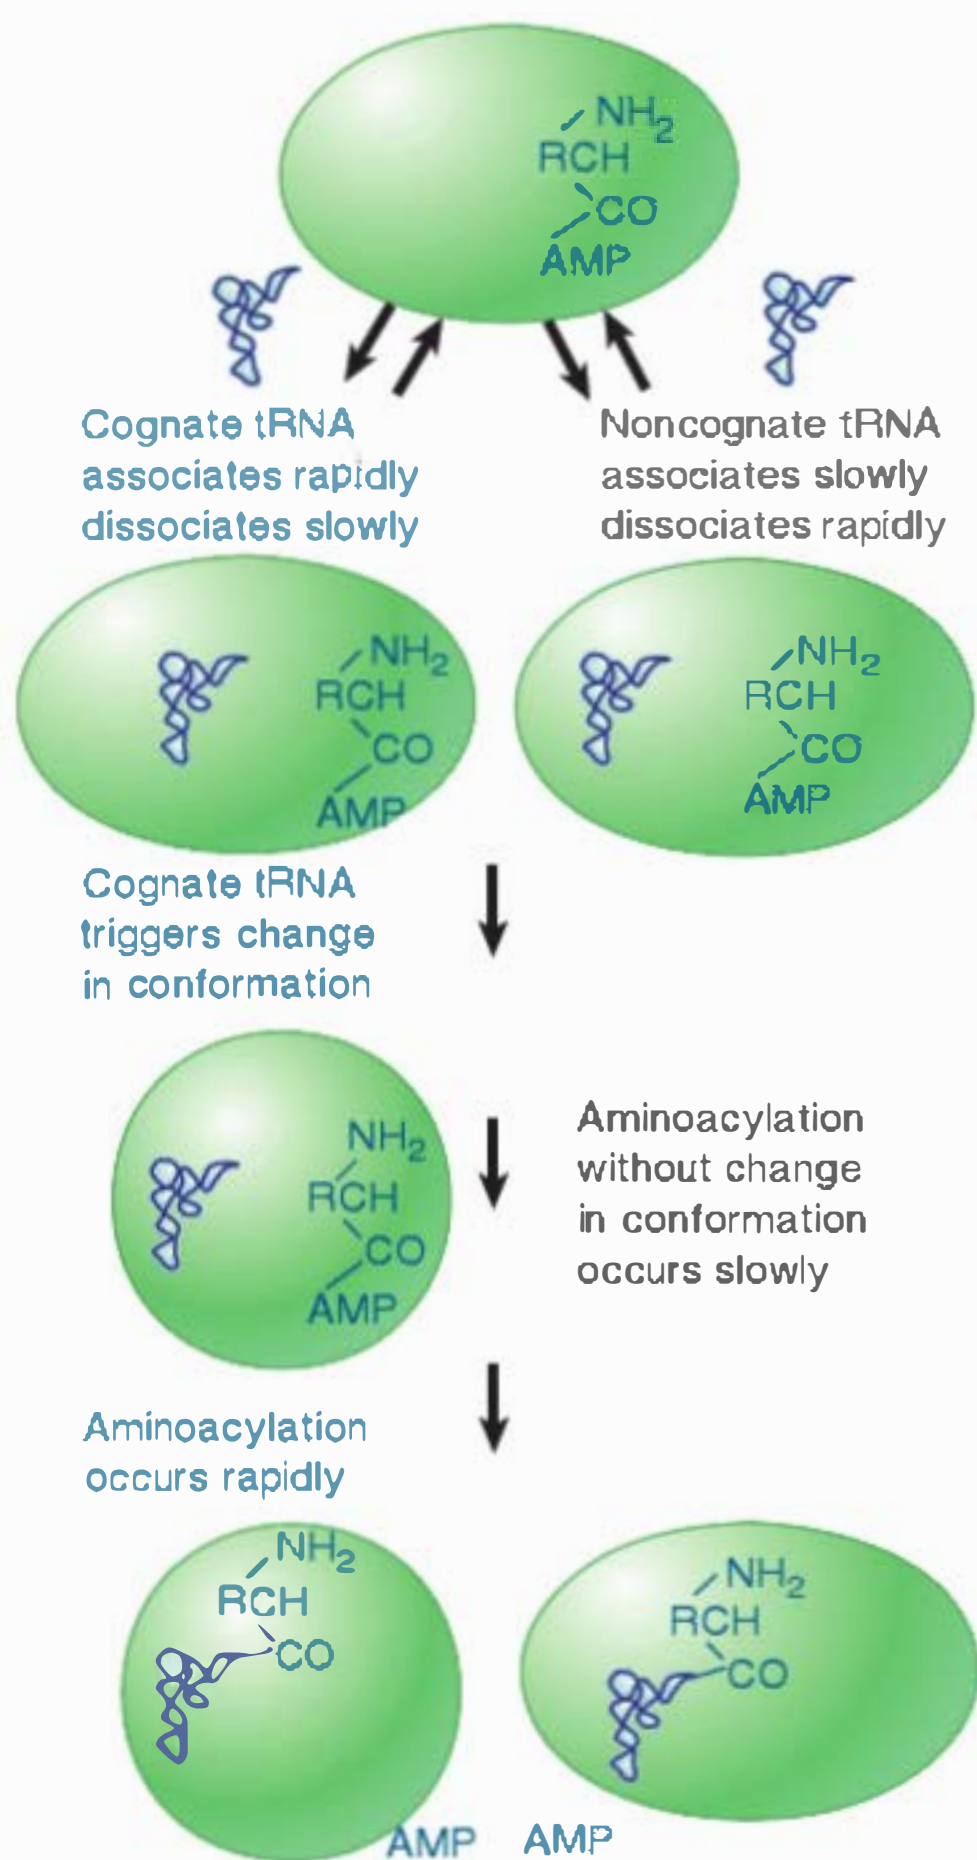 NH2
RCH
CO
AMP
Cognate tRNA
associates rapidly
dissociates slowly
Noncognate tRNA
associates slowly
dissociates rapidly
NH2
RCH
CO
AMP
NH2
RCH
CO
AMP
Cognate tRNA
triggers change
in conformation
NH2
RCH
CO
AMP
Aminoacylation
without change
in conformation
occurs slowly
Aminoacylation
occurs rapidly
NH2
RCH
CO
AMP
NH2
RCH
CO
AMP